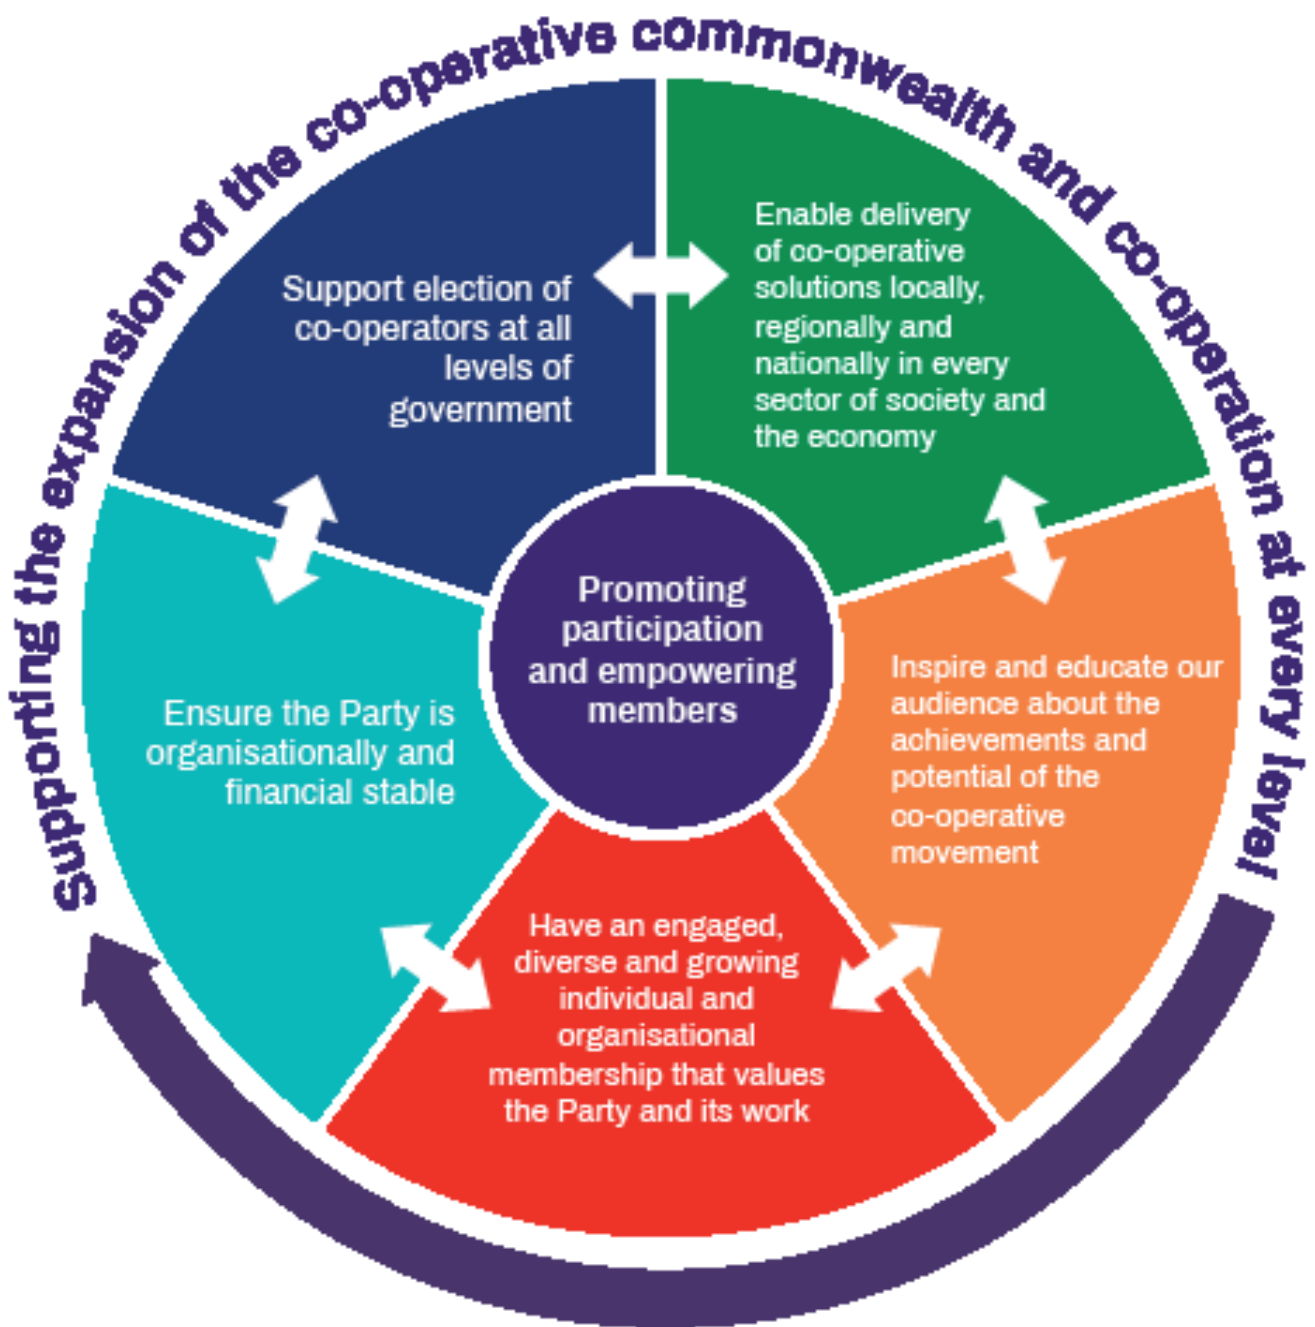 Supporting the expansion of the co-operative commonwealth and co-operation at every level
Support election of
co-operators at all
levels of
government
Enable delivery
of co-operative
solutions locally,
regionally and
nationally in every
sector of society and
the economy
Promoting
participation
and empowering
members
Inspire and educate our
audience about the
achievements and
potential of the
co-operative
movement
Ensure the Party is
organisationally and
financial stable
Have an engaged,
diverse and growing
individual and
organisational
membership that values
the Party and its work